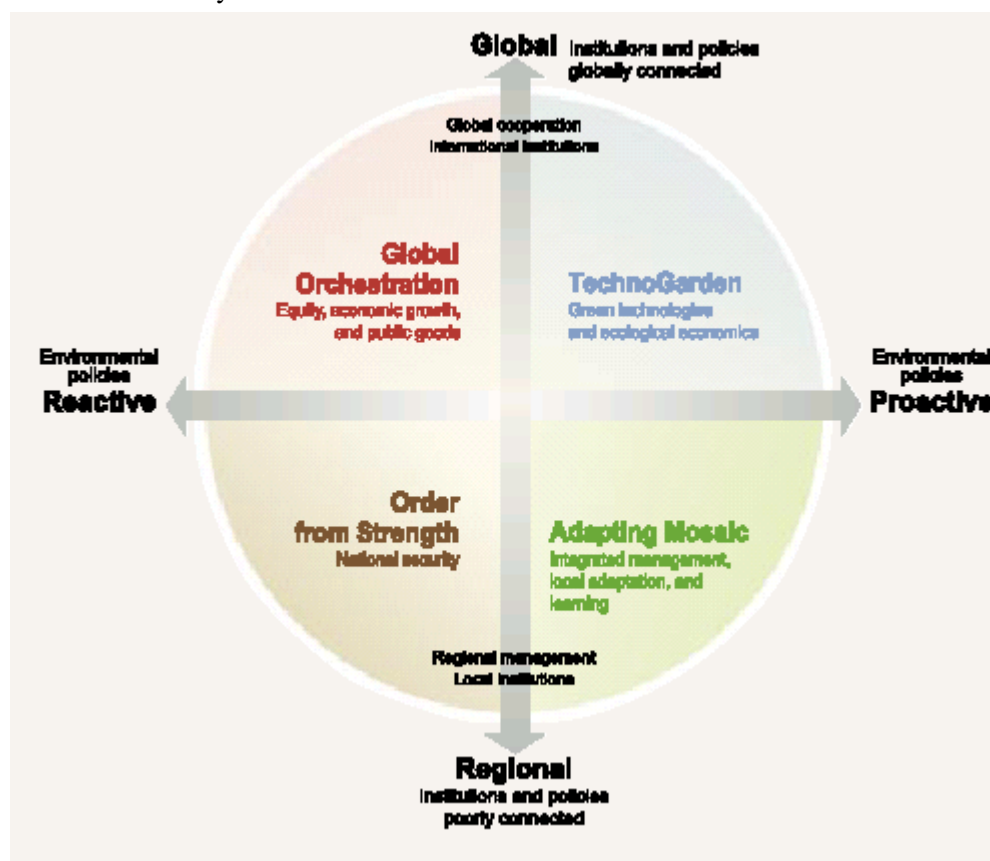 Global Institutions and policies
globally connected
Global cooperation
International institutions
Global
Orchestration
Equity, economic growth,
and public goods
TechnoGarden
Green technologies
and ecological economics
Environmental
policies
Reactive
Environmental
policies
Proactive
Order
from Strength
National security
Adapting Mosaic
Integrated management,
local adaptation, and
learning
Regional management
Local institutions
Regional
Institutions and policies
poorly connected